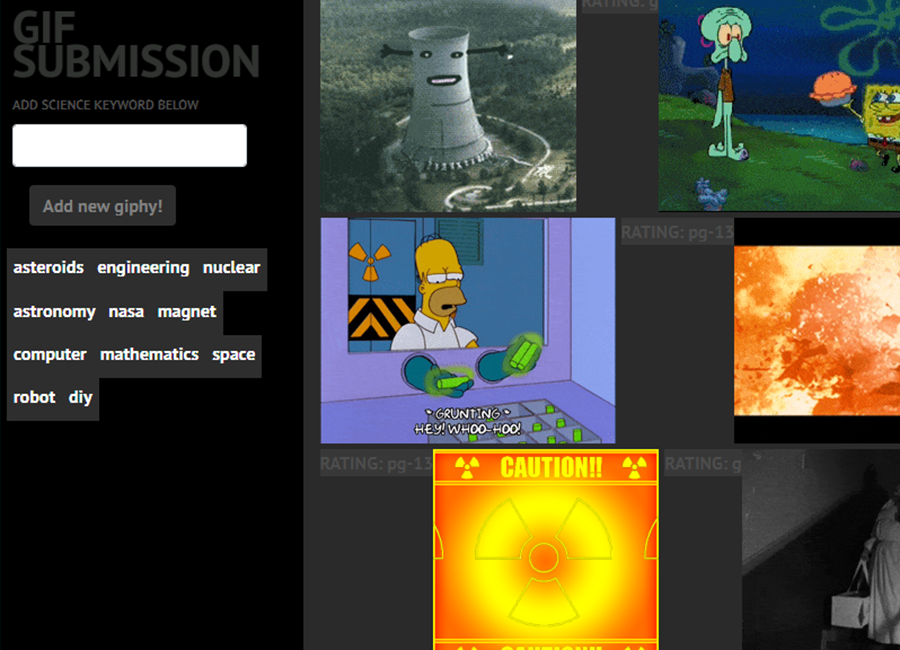 GIF
SUBMISSION
ADD SCIENCE KEYWORD BELOW
Add new giphy!
asteroids engineering nuclear
astronomy nasa magnet
computer mathematics space
robot diy
RATING: g
RATING: pg-13
* GRUNTING *
HEY! WHOO-HOO!
RATING: pg-13
CAUTION!!
RATING: g
CAUTION!!